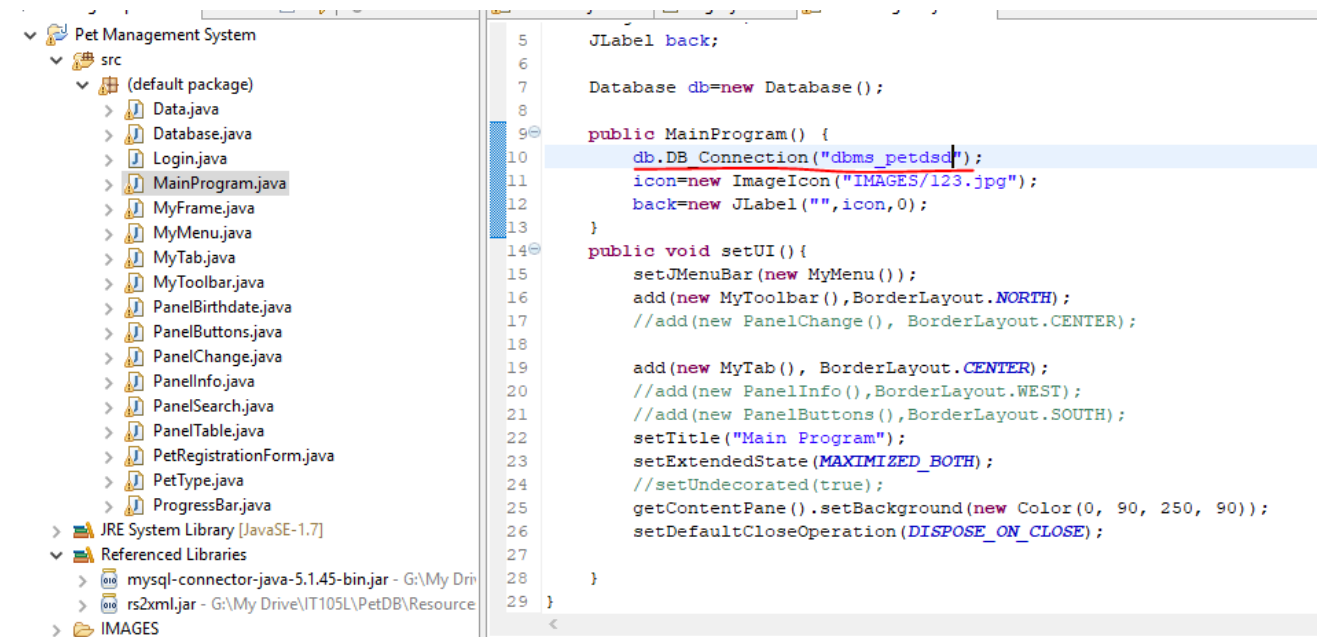 Pet Management System
src
(default package)
Data.java
Database.java
Login.java
MainProgram.java
MyFrame.java
MyMenu.java
MyTab.java
MyToolbar.java
PanelBirthdate.java
PanelButtons.java
PanelChange.java
PanelInfo.java
PanelSearch.java
PanelTable.java
PetRegistrationForm.java
PetType.java
ProgressBar.java
JRE System Library [JavaSE-1.7]
Referenced Libraries
mysql-connector-java-5.1.45-bin.jar - G:\My Driv
rs2xml.jar - G:\My Drive\IT105L\PetDB\Resource
IMAGES
5 JLabel back;
6
7 Database db=new Database();
8
9 public MainProgram() {
10 db.DB_Connection("dbms_petdsd");
11 icon=new ImageIcon("IMAGES/123.jpg");
12 back=new JLabel("",icon,0);
13 }
14 public void setUI(){
15 setJMenuBar(new MyMenu());
16 add(new MyToolbar(),BorderLayout.NORTH);
17 //add(new PanelChange(), BorderLayout.CENTER);
18
19 add(new MyTab(), BorderLayout.CENTER);
20 //add(new PanelInfo(),BorderLayout.WEST);
21 //add(new PanelButtons(),BorderLayout.SOUTH);
22 setTitle("Main Program");
23 setExtendedState(MAXIMIZED_BOTH);
24 //setUndecorated(true);
25 getContentPane().setBackground(new Color(0, 90, 250, 90));
26 setDefaultCloseOperation(DISPOSE_ON_CLOSE);
27
28 }
29 }